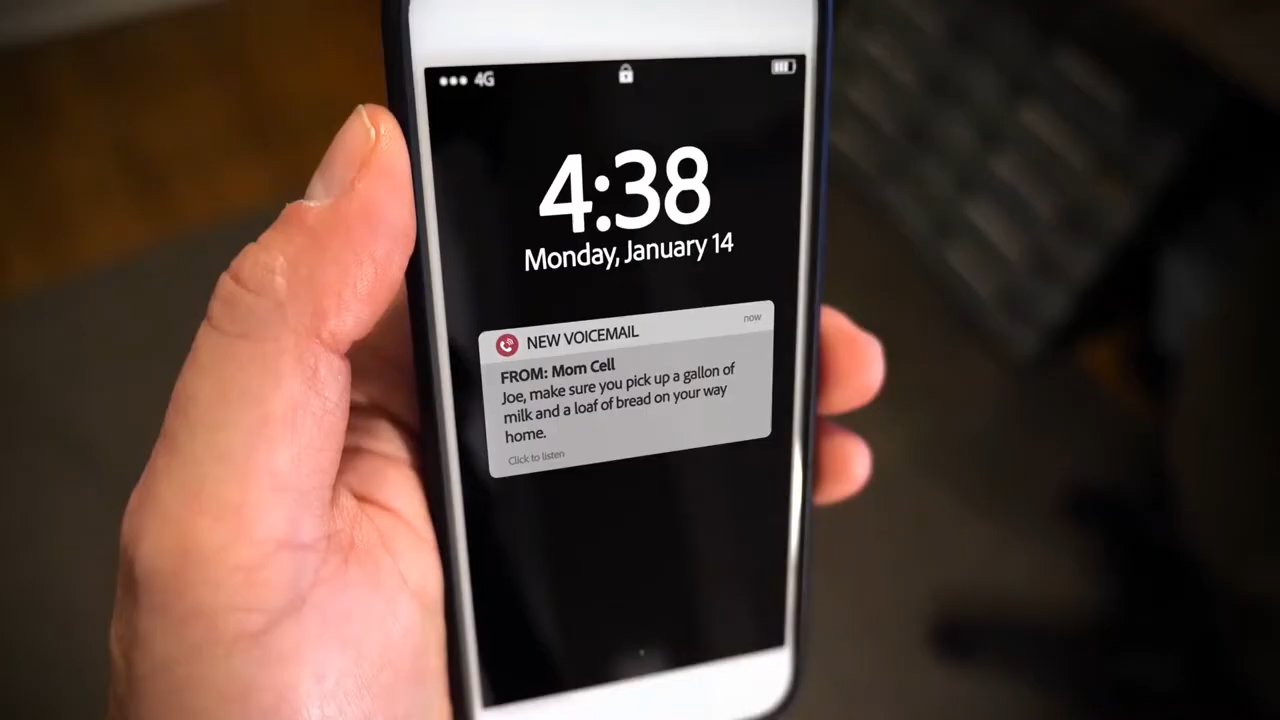 4G
4:38
Monday, January 14
NEW VOICEMAIL now
FROM: Mom Cell
Joe, make sure you pick up a gallon of
milk and a loaf of bread on your way
home.
Click to listen